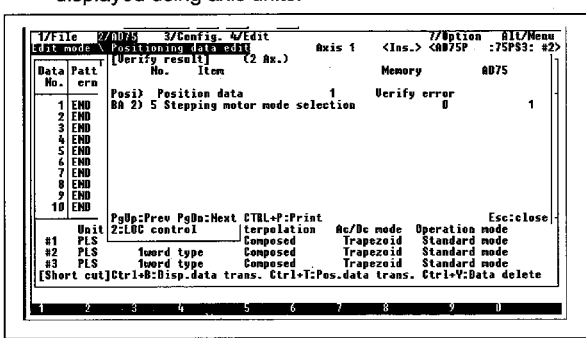 displayed using this unit.
1/File 2/AD75 3/Config. 4/Edit 7/Option Alt/Menu
Edit mode \ Positioning data edit Axis 1 <Ins.> <AD75P :75P$3: #2>
[Verify result] (2 Ax.)
Data Patt No. Item Memory AD75
No. ern
Posi) Position data 1 Verify error
1 END BA 2) 5 Stepping motor mode selection 0 1
2 END
3 END
4 END
5 END
6 END
7 END
8 END
9 END
10 END
PgUp:Prev PgDn:Next CTRL+P:Print Esc:close
Unit 2:LOC control terpolation Ac/Dc mode Operation mode
#1 PLS Composed Trapezoid Standard mode
#2 PLS 1word type Composed Trapezoid Standard mode
#3 PLS 1word type Composed Trapezoid Standard mode
[Short cut]Ctrl+B:Disp.data trans. Ctrl+T:Pos.data trans. Ctrl+Y:Data delete
1 2 3 4 5 6 7 8 9 0